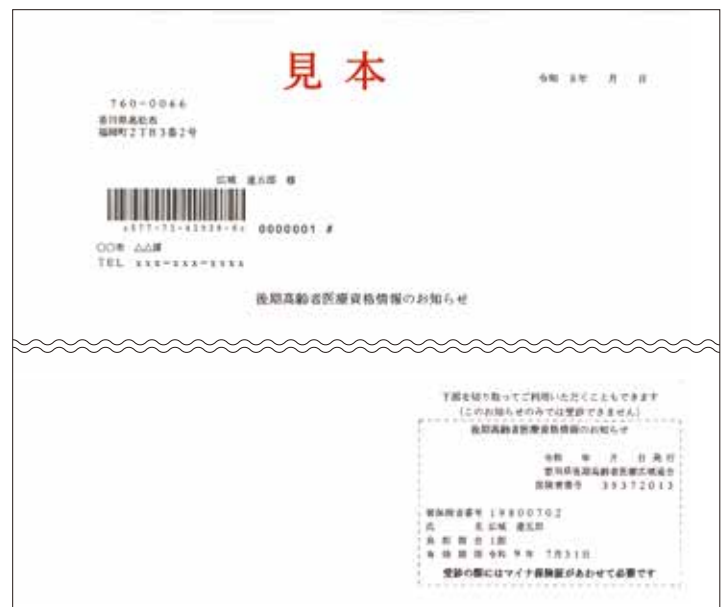 見本
令和 8年 月 日
760-0066
香川県高松市
福岡町2丁目3番2号
広域 連五郎 様
0000001 #
○○市 △△課
TEL xxx-xxx-xxxx
後期高齢者医療資格情報のお知らせ
下部を切り取ってご利用いただくこともできます
(このお知らせのみでは受診できません)
後期高齢者医療資格情報のお知らせ
令和 年 月 日 発行
香川県後期高齢者医療広域連合
保険者番号 39372013
被保険者番号 19800702
氏 名 広域 連五郎
負担割合 1割
有効期限 令和 9年 7月31日
受診の際にはマイナ保険証があわせて必要です